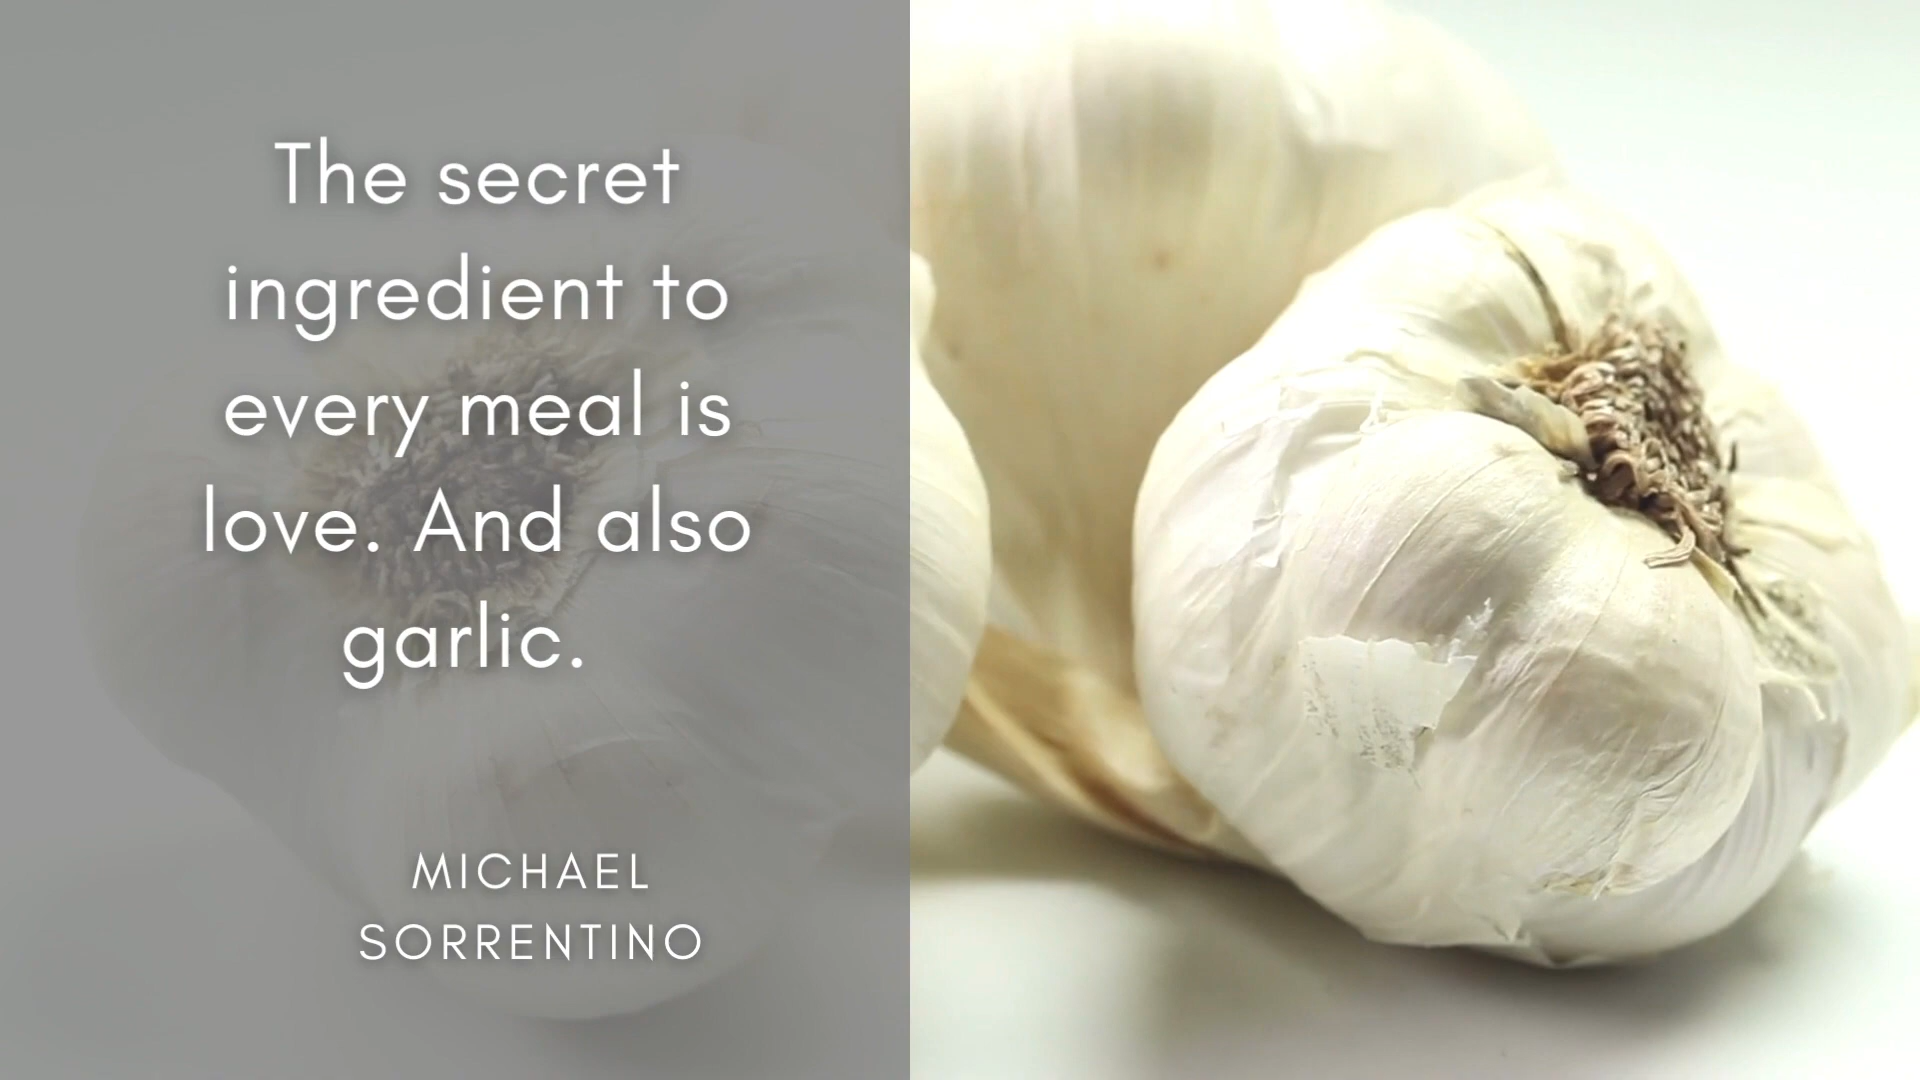 The secret
ingredient to
every meal is
love. And also
garlic.
MICHAEL
SORRENTINO